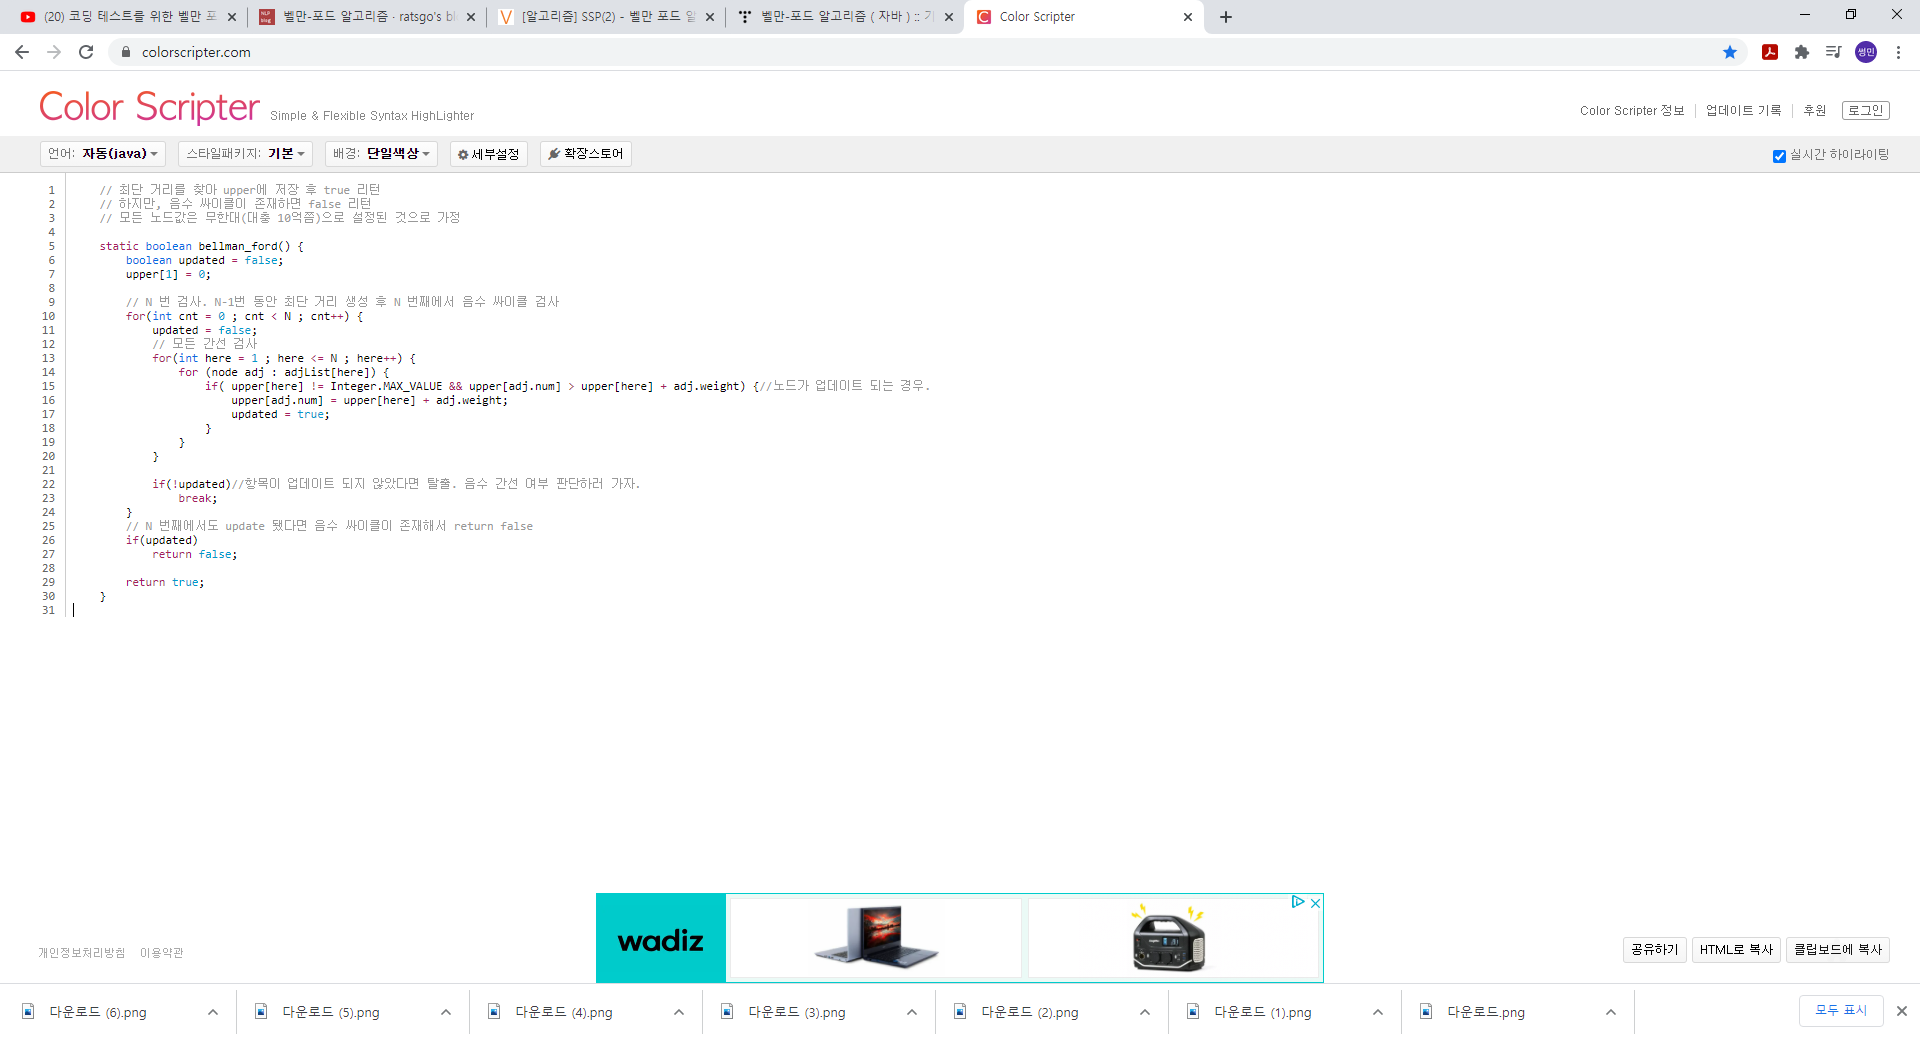 (20) 코딩 테스트를 위한 벨만 포
벨만-포드 알고리즘 · ratsgo's bl
[알고리즘] SSP(2) - 벨만 포드 알
벨만-포드 알고리즘 ( 자바 ) :: 기
Color Scripter
colorscripter.com
썽민
Color Scripter Simple & Flexible Syntax HighLighter
Color Scripter 정보 업데이트 기록 후원 로그인
언어: 자동(java) 스타일패키지: 기본 배경: 단일색상 세부설정 확장스토어 실시간 하이라이팅
1 // 최단 거리를 찾아 upper에 저장 후 true 리턴
2 // 하지만, 음수 싸이클이 존재하면 false 리턴
3 // 모든 노드값은 무한대(대충 10억쯤)으로 설정된 것으로 가정
4
5 static boolean bellman_ford() {
6 boolean updated = false;
7 upper[1] = 0;
8
9 // N 번 검사. N-1번 동안 최단 거리 생성 후 N 번째에서 음수 싸이클 검사
10 for(int cnt = 0 ; cnt < N ; cnt++) {
11 updated = false;
12 // 모든 간선 검사
13 for(int here = 1 ; here <= N ; here++) {
14 for (node adj : adjList[here]) {
15 if( upper[here] != Integer.MAX_VALUE && upper[adj.num] > upper[here] + adj.weight) {//노드가 업데이트 되는 경우.
16 upper[adj.num] = upper[here] + adj.weight;
17 updated = true;
18 }
19 }
20 }
21
22 if(!updated)//항목이 업데이트 되지 않았다면 탈출. 음수 간선 여부 판단하러 가자.
23 break;
24 }
25 // N 번째에서도 update 됐다면 음수 싸이클이 존재해서 return false
26 if(updated)
27 return false;
28
29 return true;
30 }
31
wadiz
개인정보처리방침 이용약관
공유하기 HTML로 복사 클립보드에 복사
다운로드 (6).png 다운로드 (5).png 다운로드 (4).png 다운로드 (3).png 다운로드 (2).png 다운로드 (1).png 다운로드.png 모두 표시